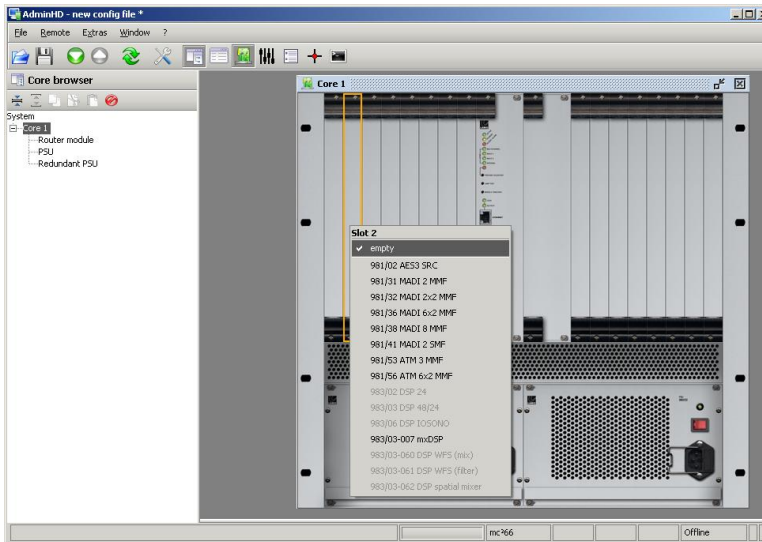 AdminHD - new config file *
File Remote Extras Window ?
Core browser
System
Core 1
Router module
PSU
Redundant PSU
Core 1
Slot 2
empty
981/02 AES3 SRC
981/31 MADI 2 MMF
981/32 MADI 2x2 MMF
981/36 MADI 6x2 MMF
981/38 MADI 8 MMF
981/41 MADI 2 SMF
981/53 ATM 3 MMF
981/56 ATM 6x2 MMF
983/02 DSP 24
983/03 DSP 48/24
983/06 DSP IOSONO
983/03-007 mxDSP
983/03-060 DSP WFS (mix)
983/03-061 DSP WFS (filter)
983/03-062 DSP spatial mixer
mc²66 Offline